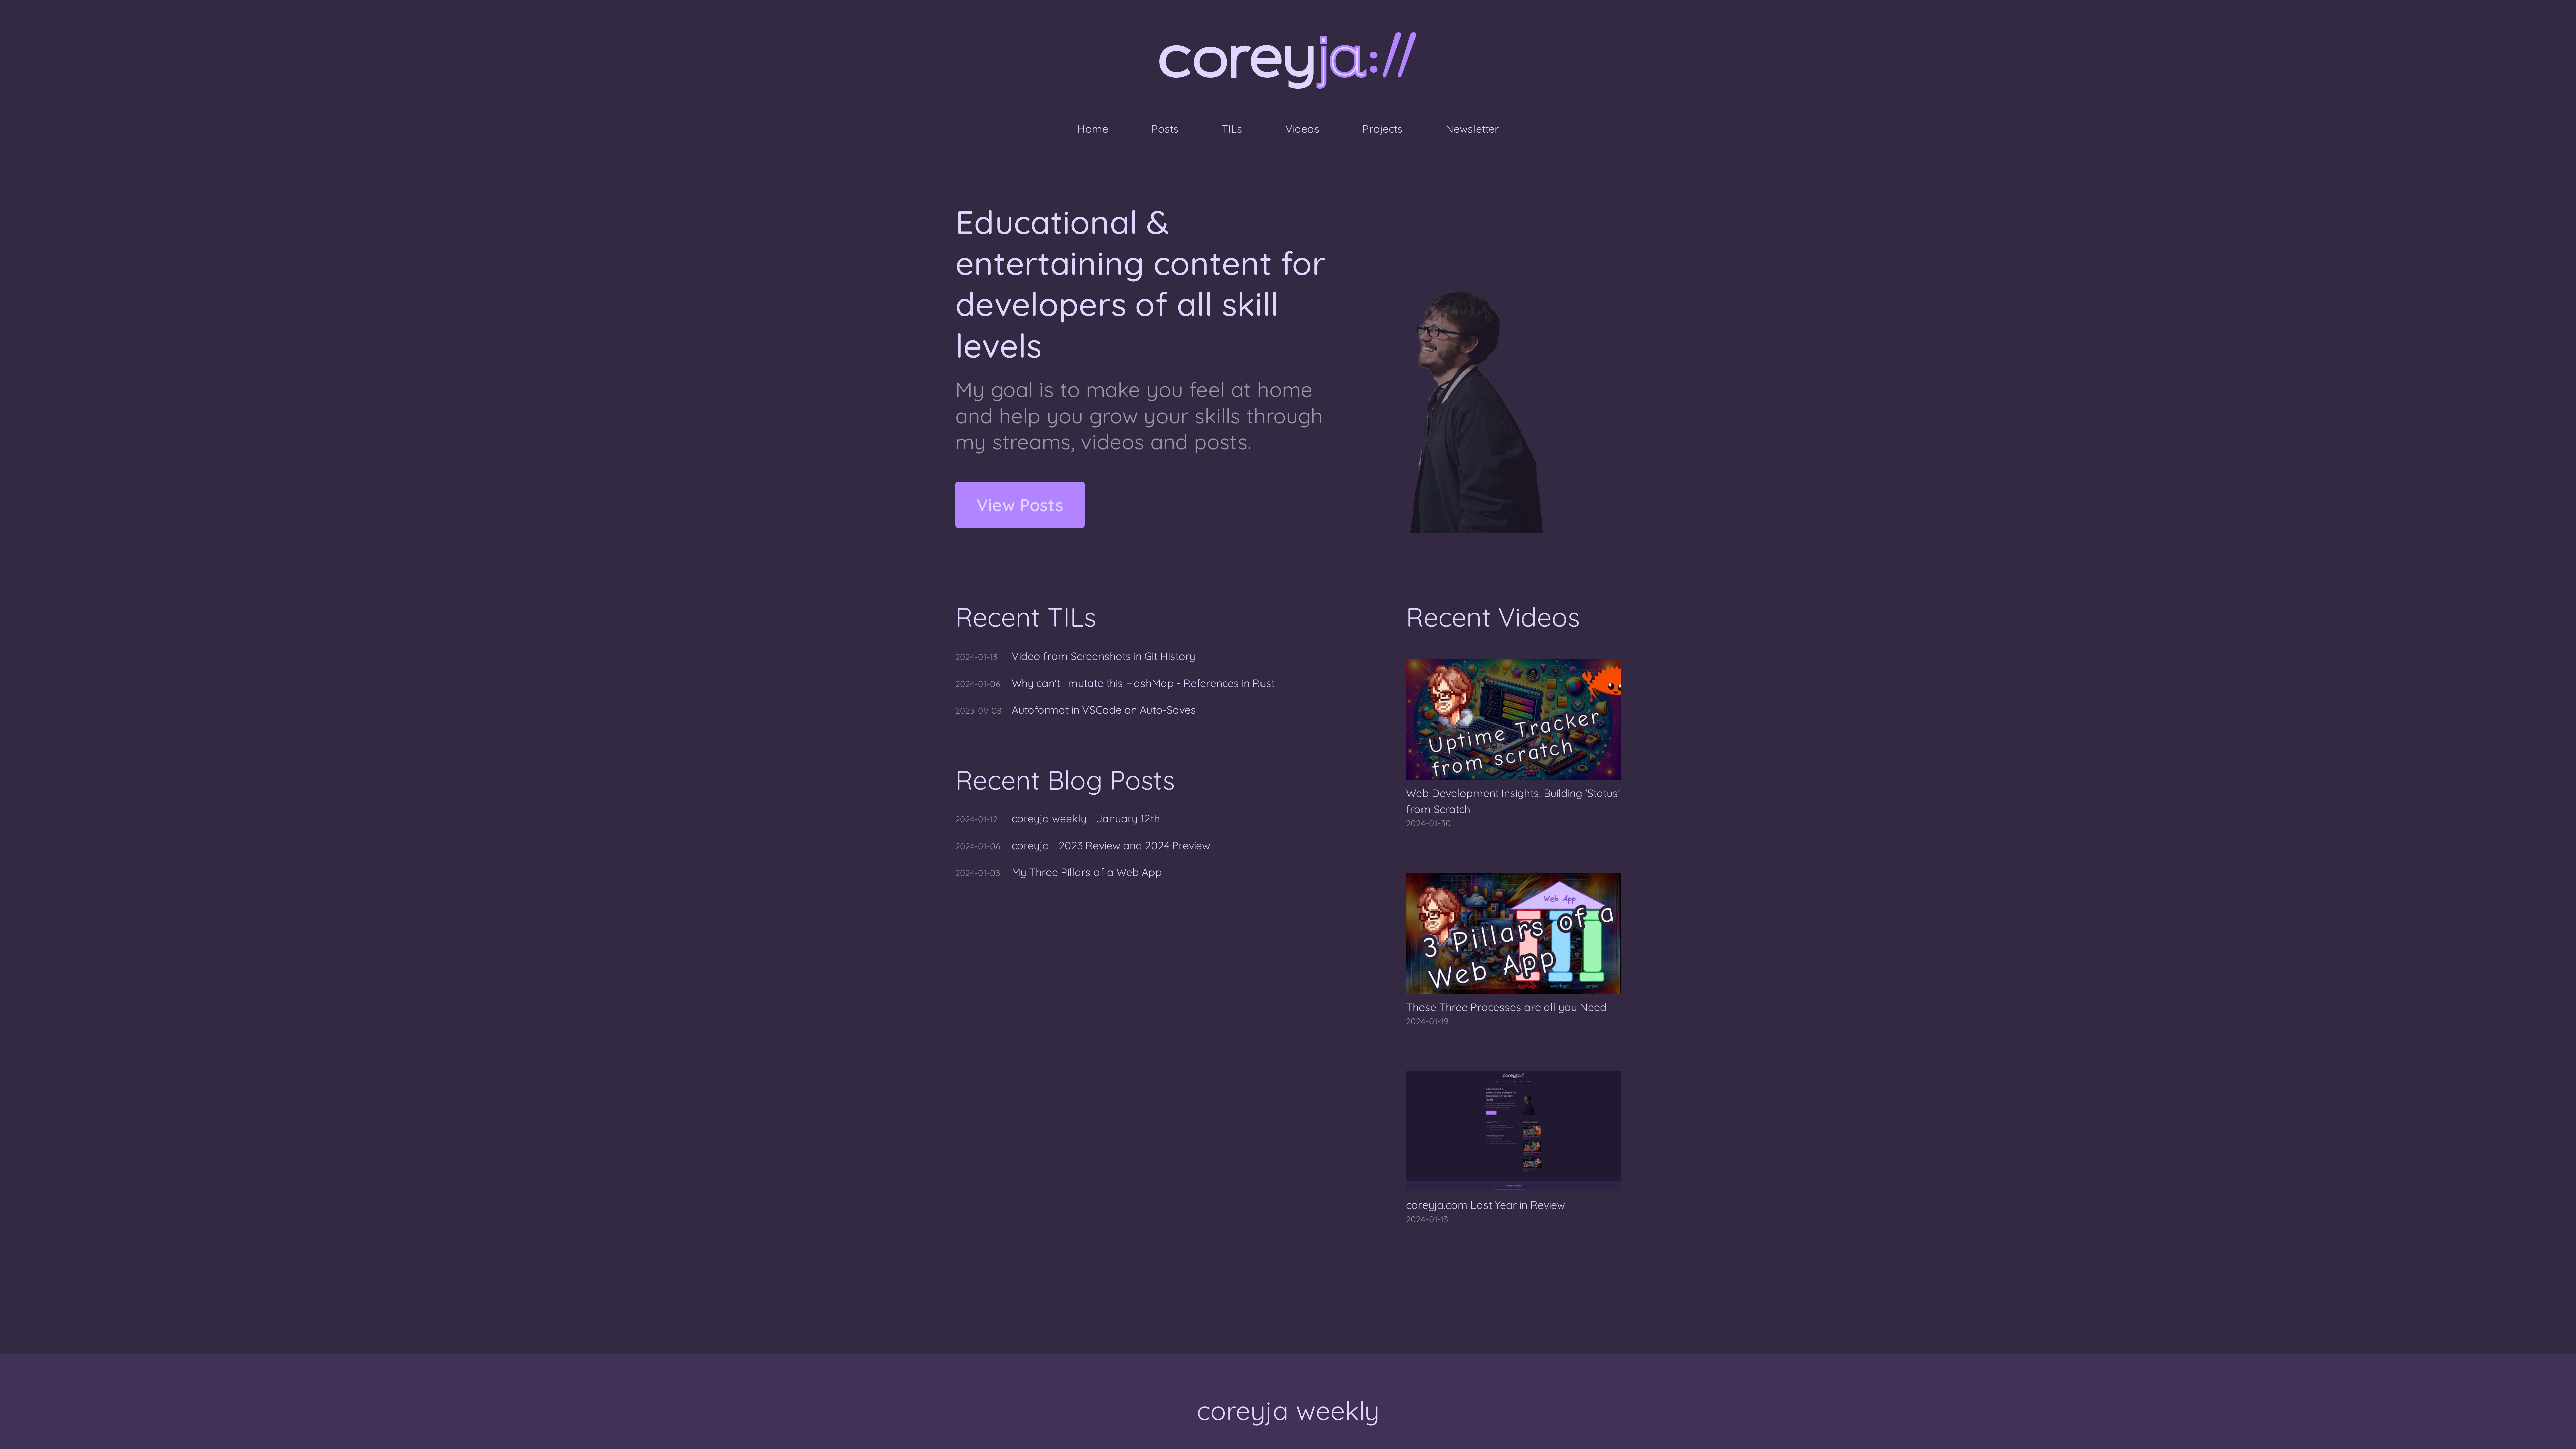 coreyja://
Home Posts TILs Videos Projects Newsletter
Educational &
entertaining content for
developers of all skill
levels
My goal is to make you feel at home
and help you grow your skills through
my streams, videos and posts.
View Posts
Recent TILs
2024-01-13 Video from Screenshots in Git History
2024-01-06 Why can't I mutate this HashMap - References in Rust
2023-09-08 Autoformat in VSCode on Auto-Saves
Recent Blog Posts
2024-01-12 coreyja weekly - January 12th
2024-01-06 coreyja - 2023 Review and 2024 Preview
2024-01-03 My Three Pillars of a Web App
Recent Videos
Uptime Tracker
from scratch
Web Development Insights: Building 'Status'
from Scratch
2024-01-30
Web App
3 Pillars of a
Web App
server worker cron
These Three Processes are all you Need
2024-01-19
coreyja://
coreyja.com Last Year in Review
2024-01-13
coreyja weekly